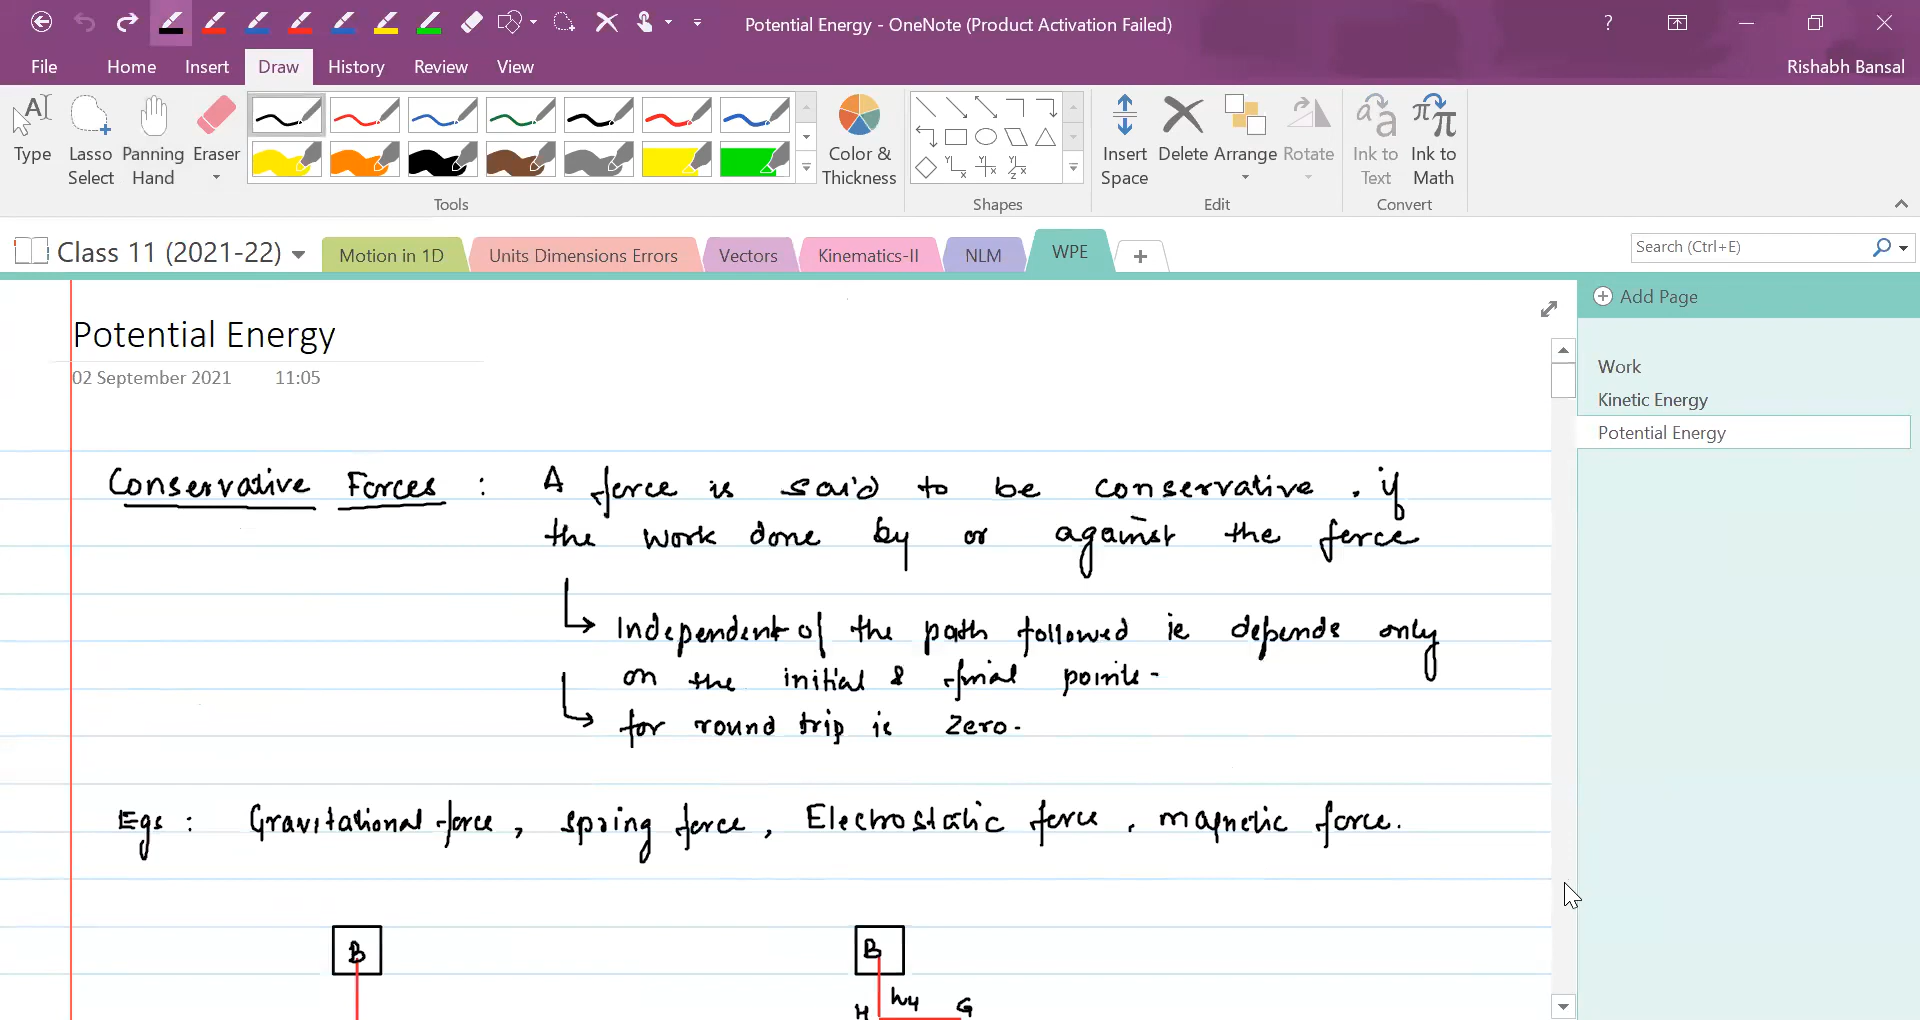 Potential Energy - OneNote (Product Activation Failed)
?
File Home Insert Draw History Review View
Rishabh Bansal
Type
Lasso Select
Panning Hand
Eraser
Color & Thickness
Insert Space
Delete
Arrange
Rotate
Ink to Text
Ink to Math
Tools
Shapes
Edit
Convert
Class 11 (2021-22)
Motion in 1D
Units Dimensions Errors
Vectors
Kinematics-II
NLM
WPE
Search (Ctrl+E)
Add Page
Work
Kinetic Energy
Potential Energy
Potential Energy
02 September 2021 11:05
Conservative Forces : A force is said to be conservative . if
the work done by or against the force
Independent of the path followed ie depends only
on the initial & final points.
for round trip is zero.
Egs : Gravitational force , spring force , Electrostatic force , magnetic force.
B B
h4
H G